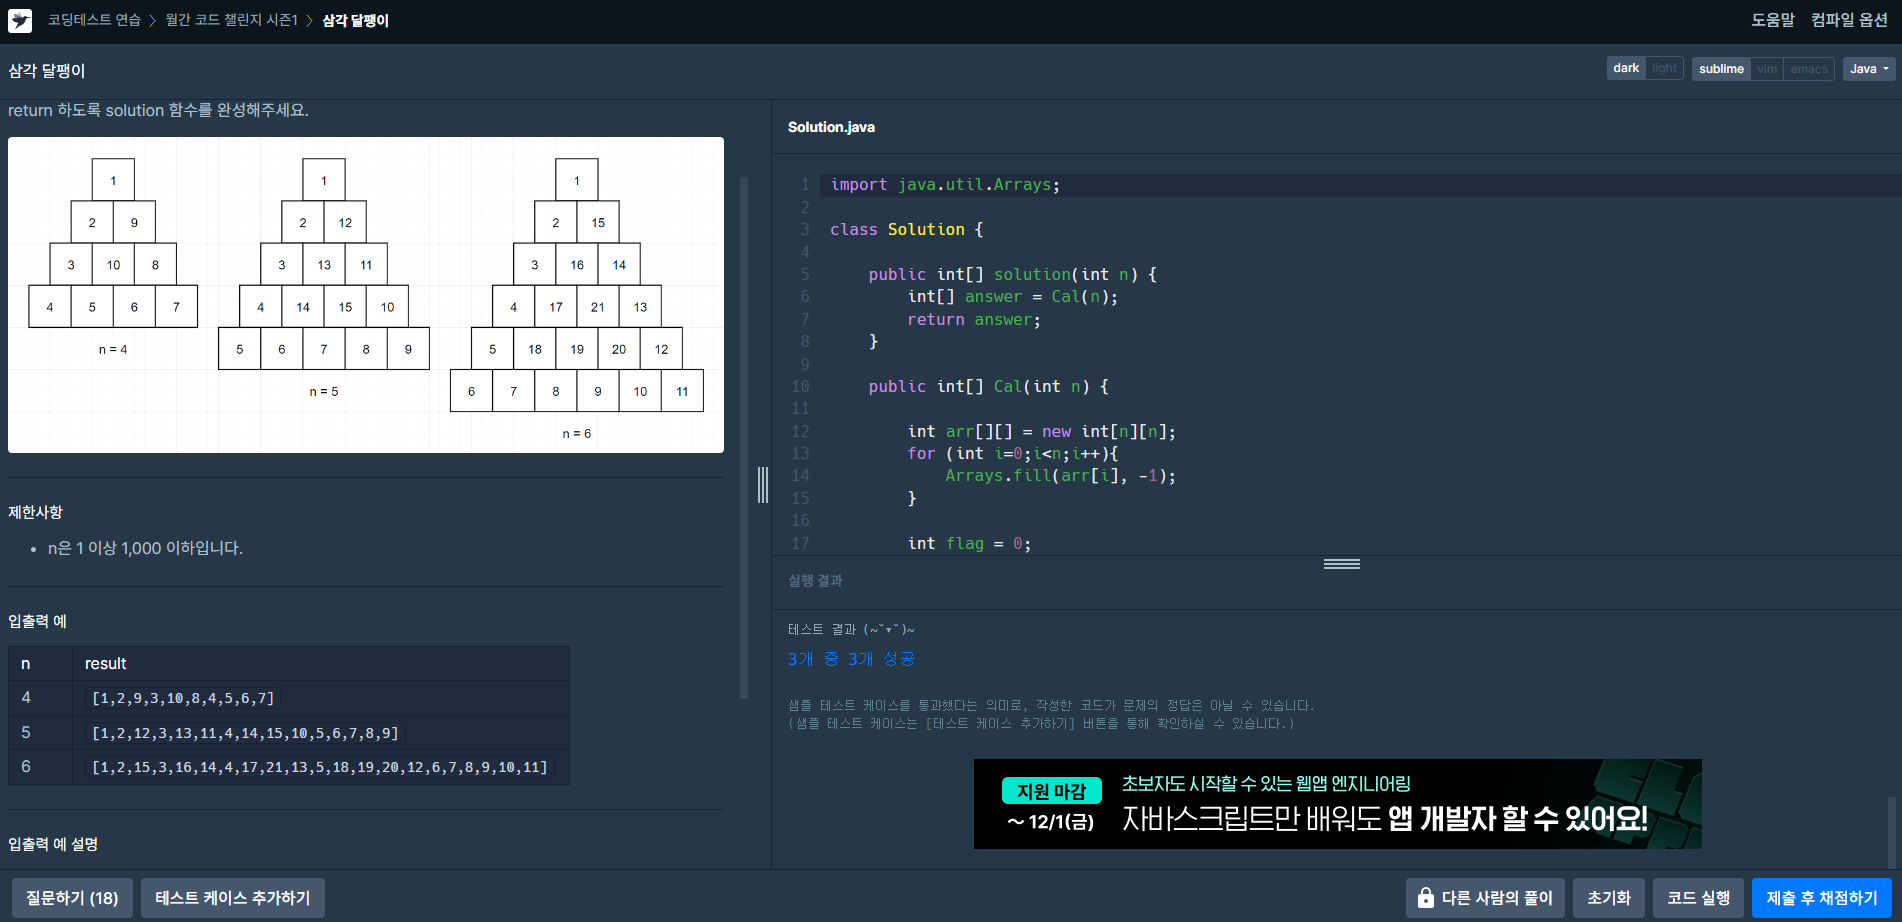 코딩테스트 연습 > 월간 코드 챌린지 시즌1 > 삼각 달팽이
도움말 컴파일 옵션
삼각 달팽이
dark light sublime vim emacs Java
return 하도록 solution 함수를 완성해주세요.
1
2 9
3 10 8
4 5 6 7
n = 4
1
2 12
3 13 11
4 14 15 10
5 6 7 8 9
n = 5
1
2 15
3 16 14
4 17 21 13
5 18 19 20 12
6 7 8 9 10 11
n = 6
제한사항
• n은 1 이상 1,000 이하입니다.
입출력 예
n result
4 [1,2,9,3,10,8,4,5,6,7]
5 [1,2,12,3,13,11,4,14,15,10,5,6,7,8,9]
6 [1,2,15,3,16,14,4,17,21,13,5,18,19,20,12,6,7,8,9,10,11]
입출력 예 설명
Solution.java
1 import java.util.Arrays;
2
3 class Solution {
4
5 public int[] solution(int n) {
6 int[] answer = Cal(n);
7 return answer;
8 }
9
10 public int[] Cal(int n) {
11
12 int arr[][] = new int[n][n];
13 for (int i=0;i<n;i++){
14 Arrays.fill(arr[i], -1);
15 }
16
17 int flag = 0;
실행 결과
테스트 결과 (~˘▾˘)~
3개 중 3개 성공
샘플 테스트 케이스를 통과했다는 의미로, 작성한 코드가 문제의 정답은 아닐 수 있습니다.
(샘플 테스트 케이스는 [테스트 케이스 추가하기] 버튼을 통해 확인하실 수 있습니다.)
지원 마감
~ 12/1(금)
초보자도 시작할 수 있는 웹앱 엔지니어링
자바스크립트만 배워도 앱 개발자 할 수 있어요!
질문하기 (18) 테스트 케이스 추가하기
다른 사람의 풀이 초기화 코드 실행 제출 후 채점하기